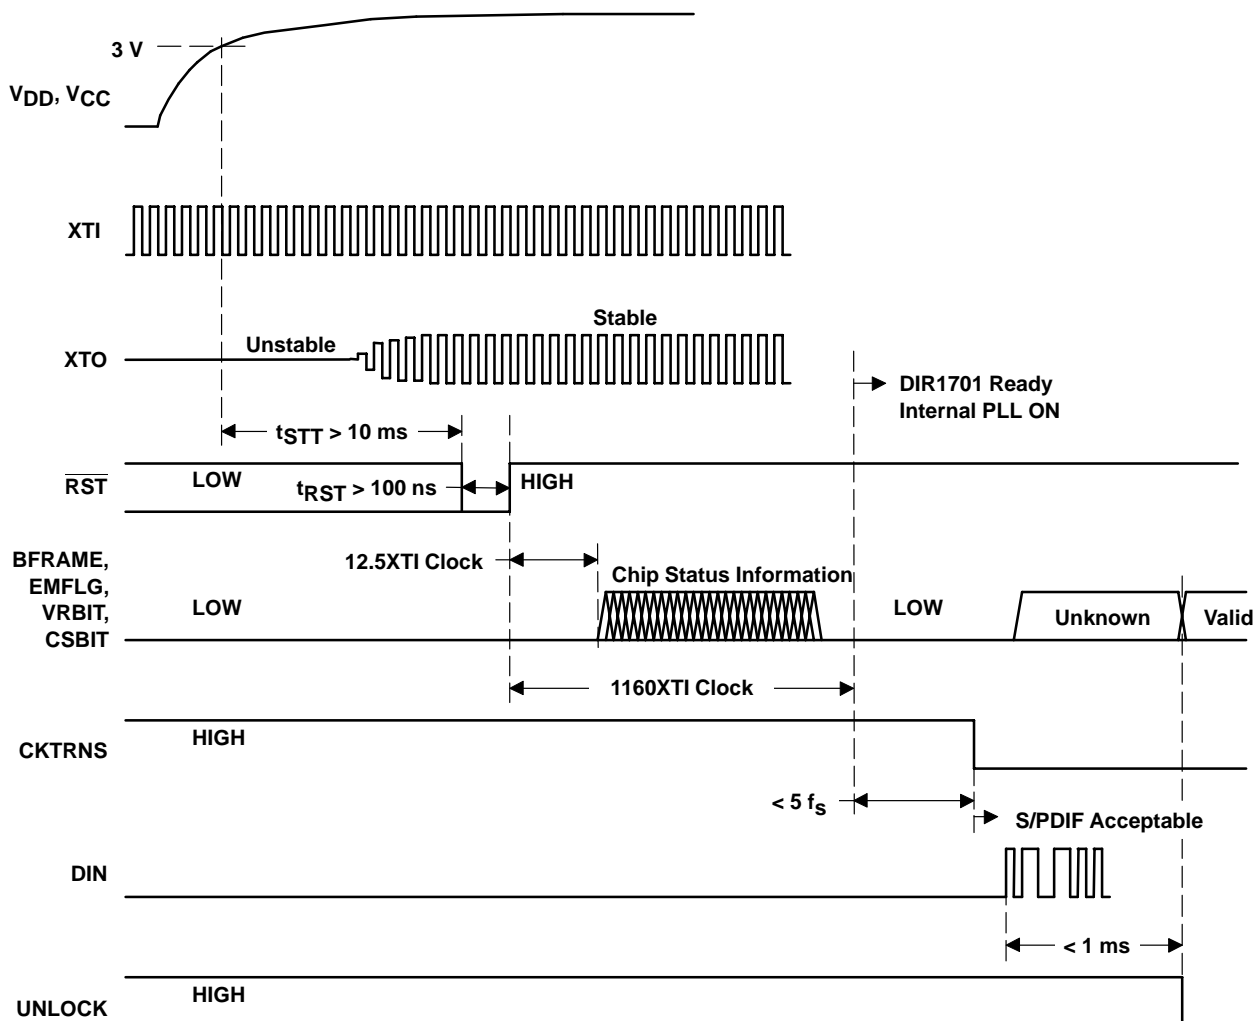 3 V
VDD, VCC
XTI
Stable
Unstable
XTO
DIR1701 Ready
Internal PLL ON
tSTT > 10 ms
RST
LOW
tRST > 100 ns
HIGH
BFRAME,
EMFLG,
VRBIT,
CSBIT
12.5XTI Clock
Chip Status Information
LOW
LOW
Unknown
Valid
1160XTI Clock
HIGH
CKTRNS
< 5 fs
S/PDIF Acceptable
DIN
< 1 ms
HIGH
UNLOCK